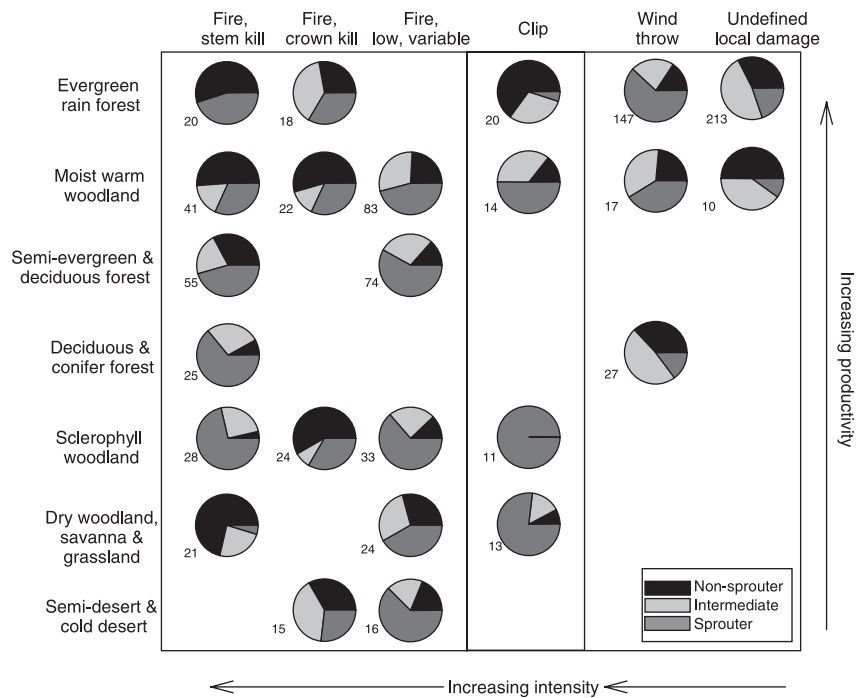 Fire,
stem kill
Fire,
crown kill
Fire,
low, variable
Clip
Wind
throw
Undefined
local damage
Evergreen
rain forest
20
18
20
147
213
Moist warm
woodland
41
22
83
14
17
10
Semi-evergreen &
deciduous forest
55
74
Deciduous &
conifer forest
25
27
Sclerophyll
woodland
28
24
33
11
Dry woodland,
savanna &
grassland
21
24
13
Semi-desert &
cold desert
15
16
Non-sprouter
Intermediate
Sprouter
Increasing productivity
Increasing intensity